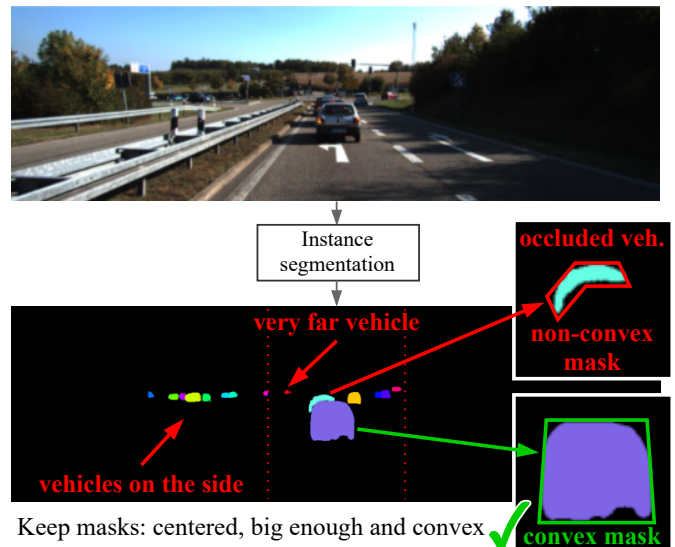 Instance
segmentation
occluded veh.
non-convex
mask
very far vehicle
vehicles on the side
Keep masks: centered, big enough and convex
convex mask